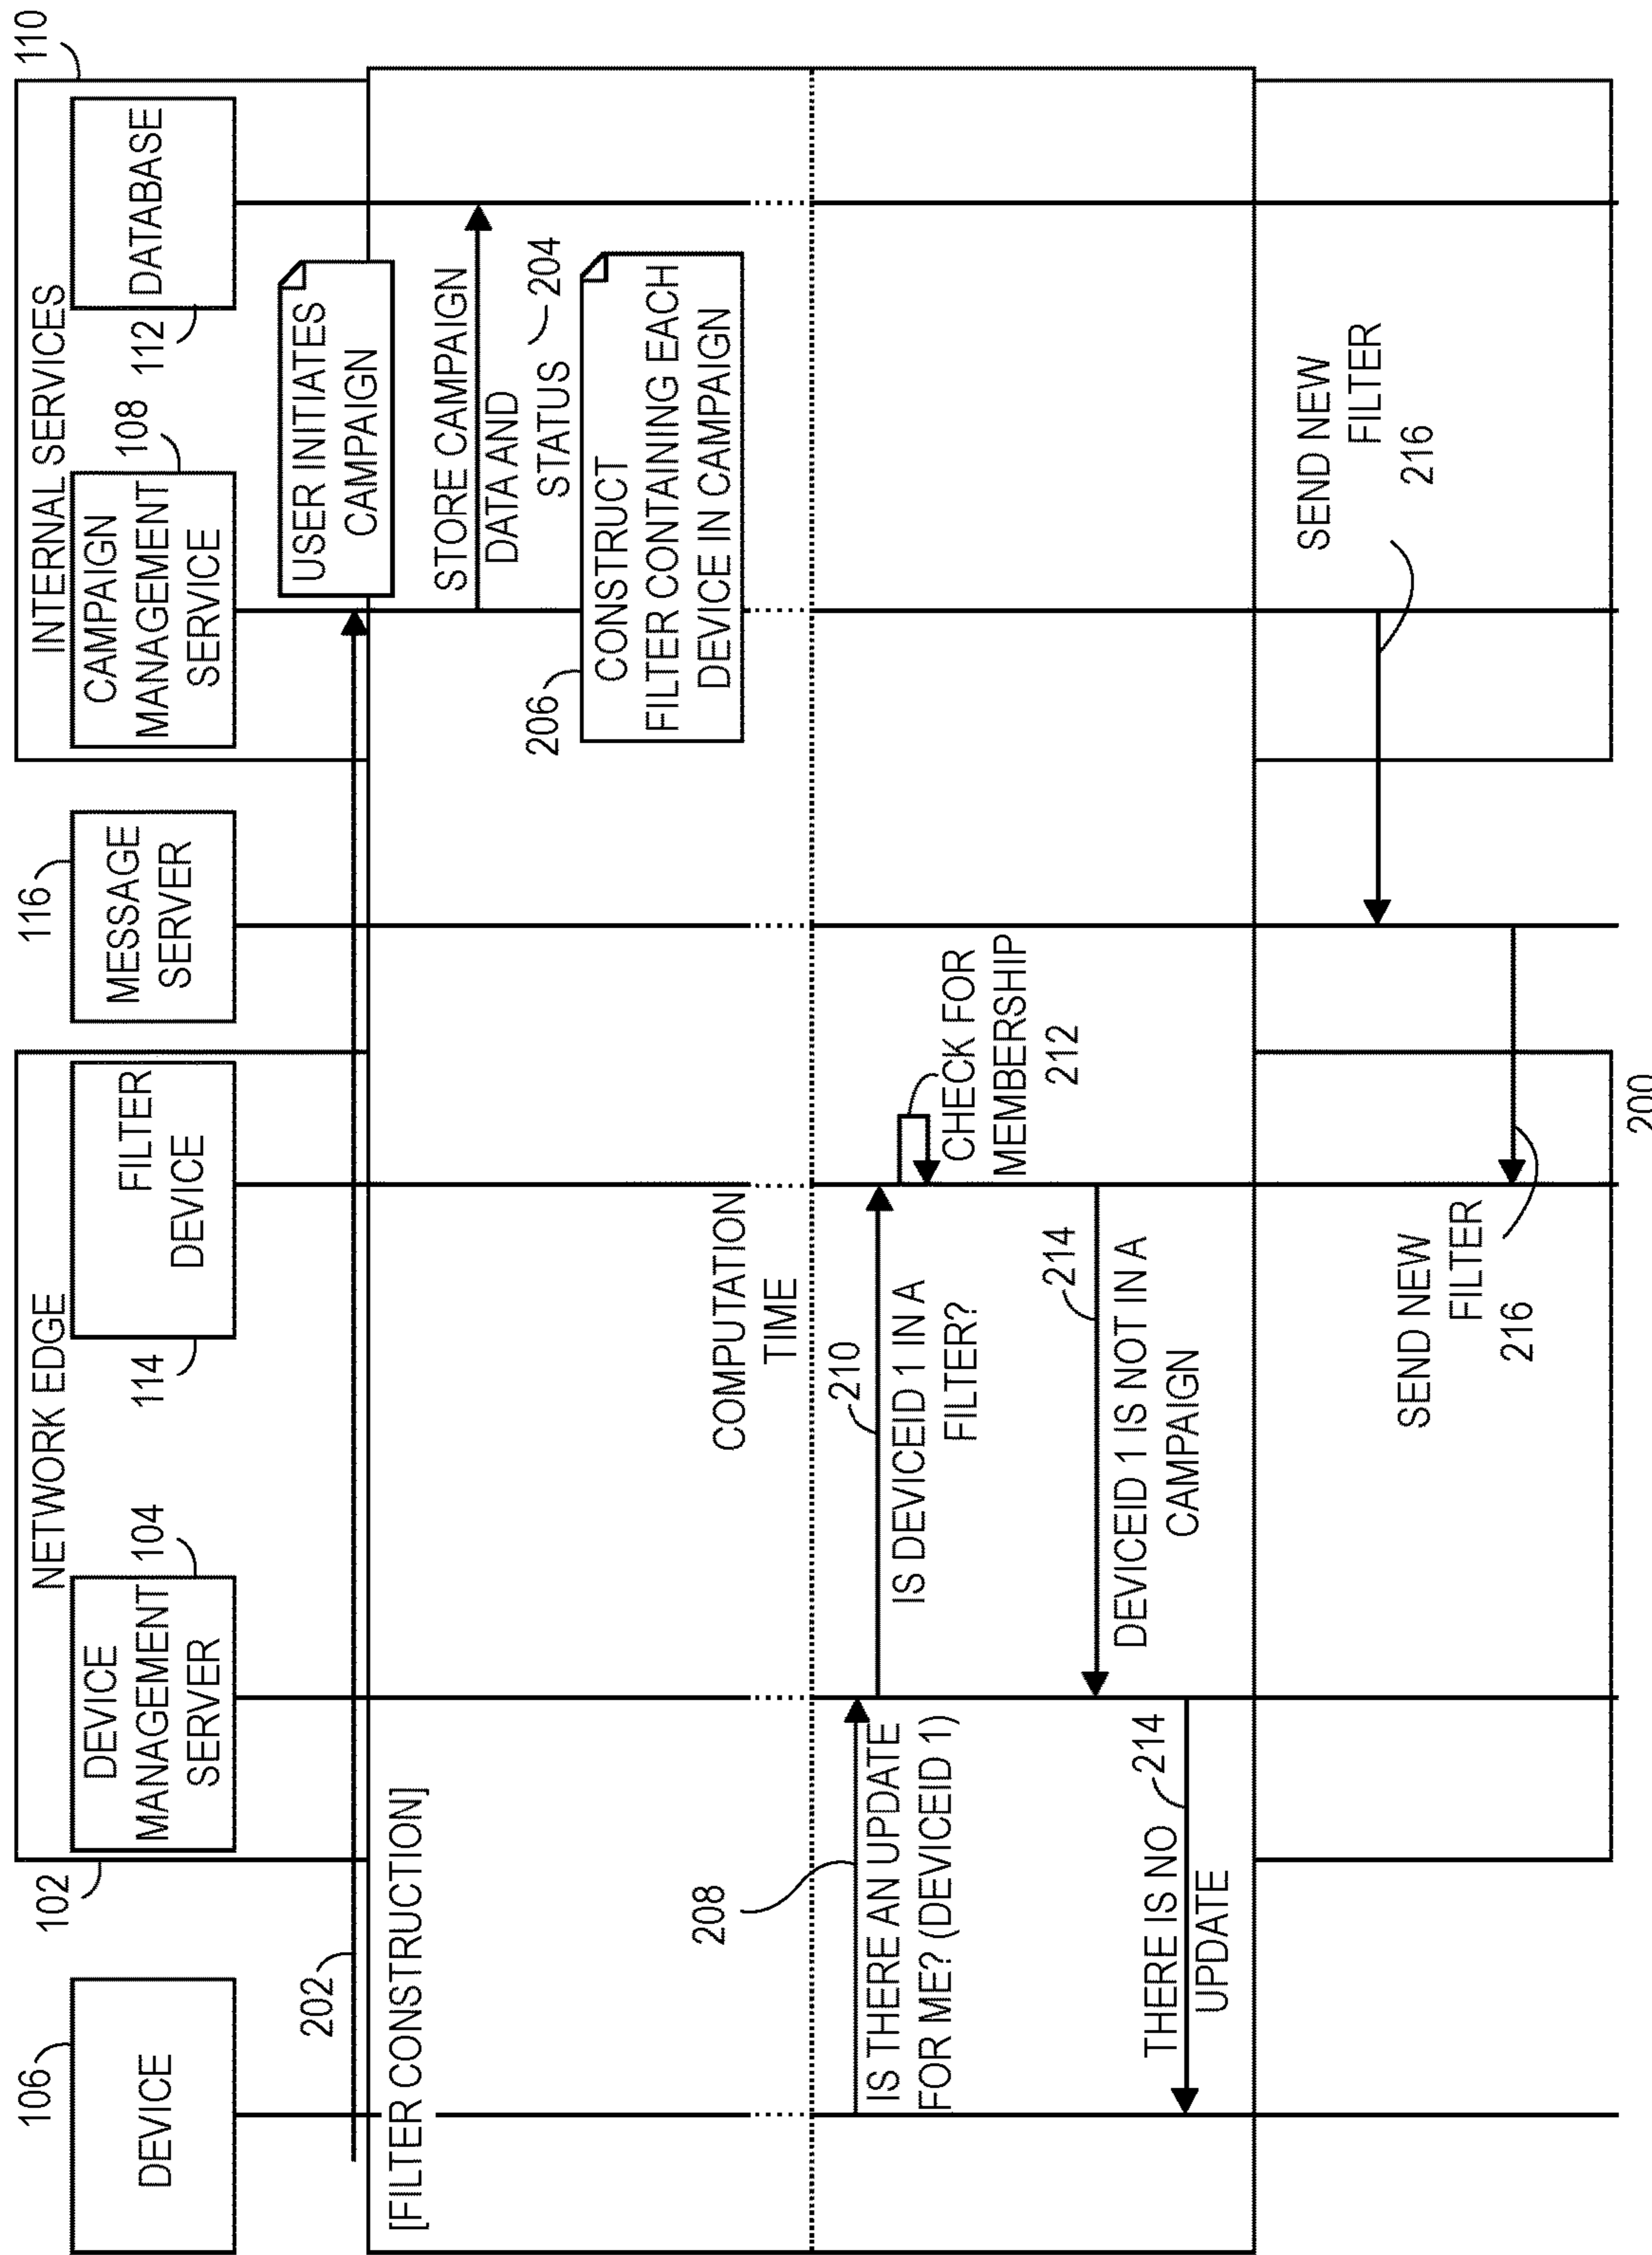 106
DEVICE
102
NETWORK EDGE
DEVICE
MANAGEMENT
SERVER
104
FILTER
DEVICE
114
116
MESSAGE
SERVER
INTERNAL SERVICES
110
CAMPAIGN
MANAGEMENT
SERVICE
108
DATABASE
112
202
USER INITIATES
CAMPAIGN
[FILTER CONSTRUCTION]
STORE CAMPAIGN
DATA AND
STATUS
204
206
CONSTRUCT
FILTER CONTAINING EACH
DEVICE IN CAMPAIGN
COMPUTATION
TIME
208
IS THERE AN UPDATE
FOR ME? (DEVICEID 1)
210
IS DEVICEID 1 IN A
FILTER?
CHECK FOR
MEMBERSHIP
212
214
DEVICEID 1 IS NOT IN A
CAMPAIGN
THERE IS NO
UPDATE
214
SEND NEW
FILTER
216
SEND NEW
FILTER
216
200